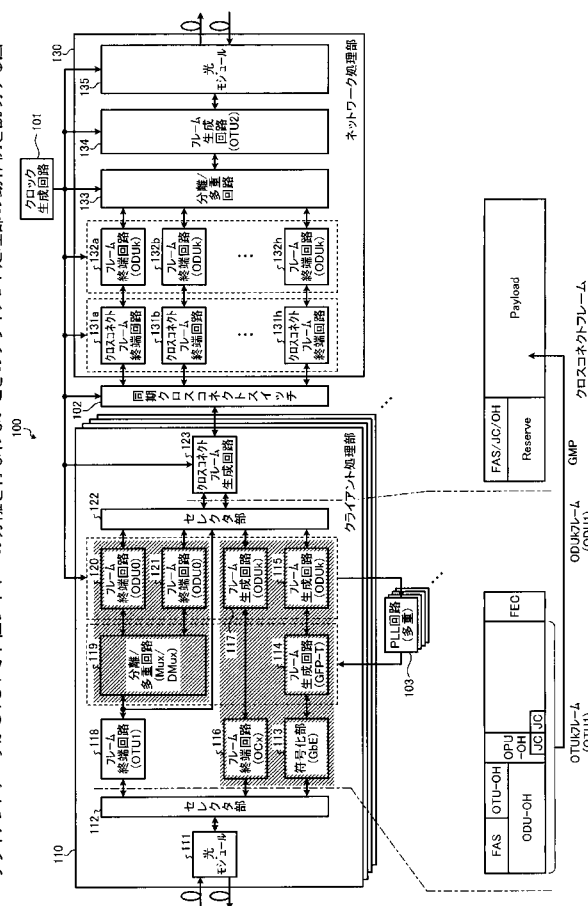 100
クロック
生成回路
101
110
111
光
モジュール
112
セレクタ部
118
フレーム
終端回路
(OTU1)
119
分離/
多重回路
(Mux/
DMux)
120
フレーム
終端回路
(ODU0)
121
フレーム
終端回路
(ODU0)
116
フレーム
終端回路
(OCx)
117
フレーム
生成回路
(ODUk)
113
符号化部
(GbE)
114
フレーム
生成回路
(GFP-T)
115
フレーム
生成回路
(ODUk)
122
セレクタ部
123
クロスコネクト
フレーム
生成回路
クライアント処理部
PLL回路
(多重)
103
102
同期クロスコネクトスイッチ
130
131a
クロスコネクト
フレーム
終端回路
131b
クロスコネクト
フレーム
終端回路
131h
クロスコネクト
フレーム
終端回路
132a
フレーム
終端回路
(ODUk)
132b
フレーム
終端回路
(ODUk)
132h
フレーム
終端回路
(ODUk)
133
分離/
多重
回路
134
フレーム
生成
回路
(OTU2)
135
光
モジュール
ネットワーク処理部
FAS
OTU-OH
ODU-OH
OPU
-OH
JC
JC
JC
FEC
OTUkフレーム
(OTU1)
ODUkフレーム
(ODU1)
GMP
FAS/JC/OH
Reserve
Payload
クロスコネクトフレーム